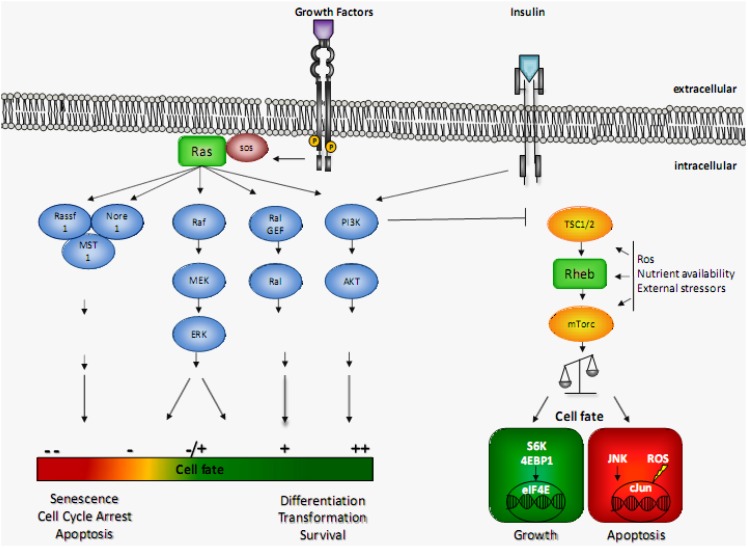 Growth Factors
Insulin
extracellular
intracellular
P
P
Ras
SOS
Rassf
1
Nore
1
MST
1
Raf
Ral
GEF
PI3K
TSC1/2
MEK
Ral
AKT
Rheb
Ros
Nutrient availability
External stressors
ERK
mTorc
Cell fate
--
-
-/+
+
++
Cell fate
S6K
4EBP1
eIF4E
JNK
ROS
cJun
Senescence
Cell Cycle Arrest
Apoptosis
Differentiation
Transformation
Survival
Growth
Apoptosis